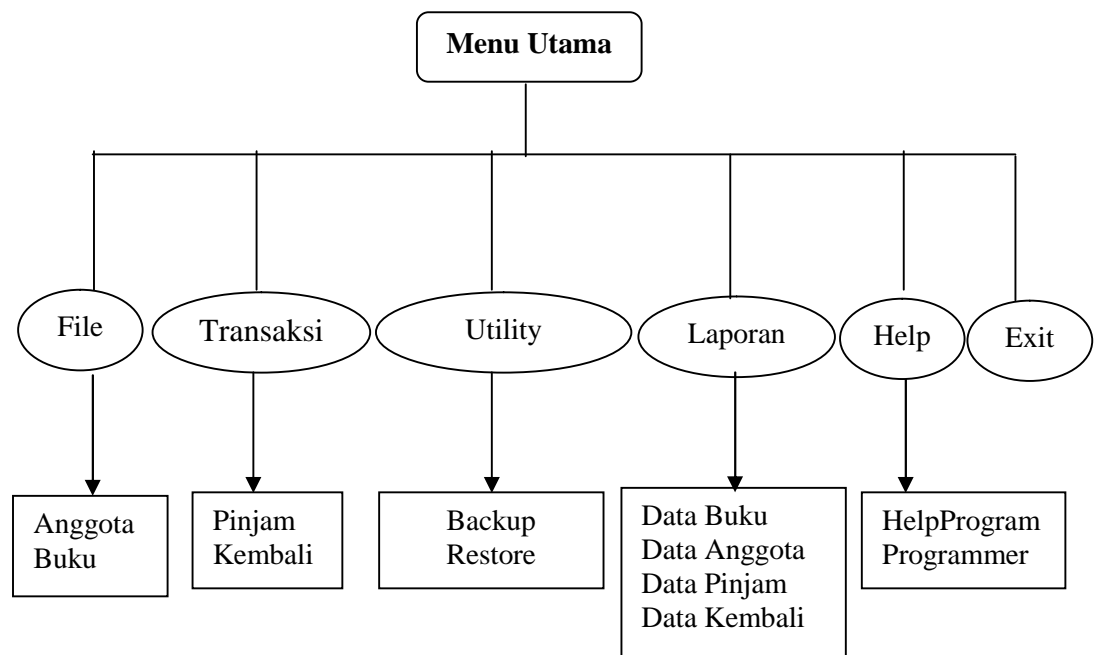 Menu Utama
File
Transaksi
Utility
Laporan
Help
Exit
Anggota
Buku
Pinjam
Kembali
Backup
Restore
Data Buku
Data Anggota
Data Pinjam
Data Kembali
HelpProgram
Programmer